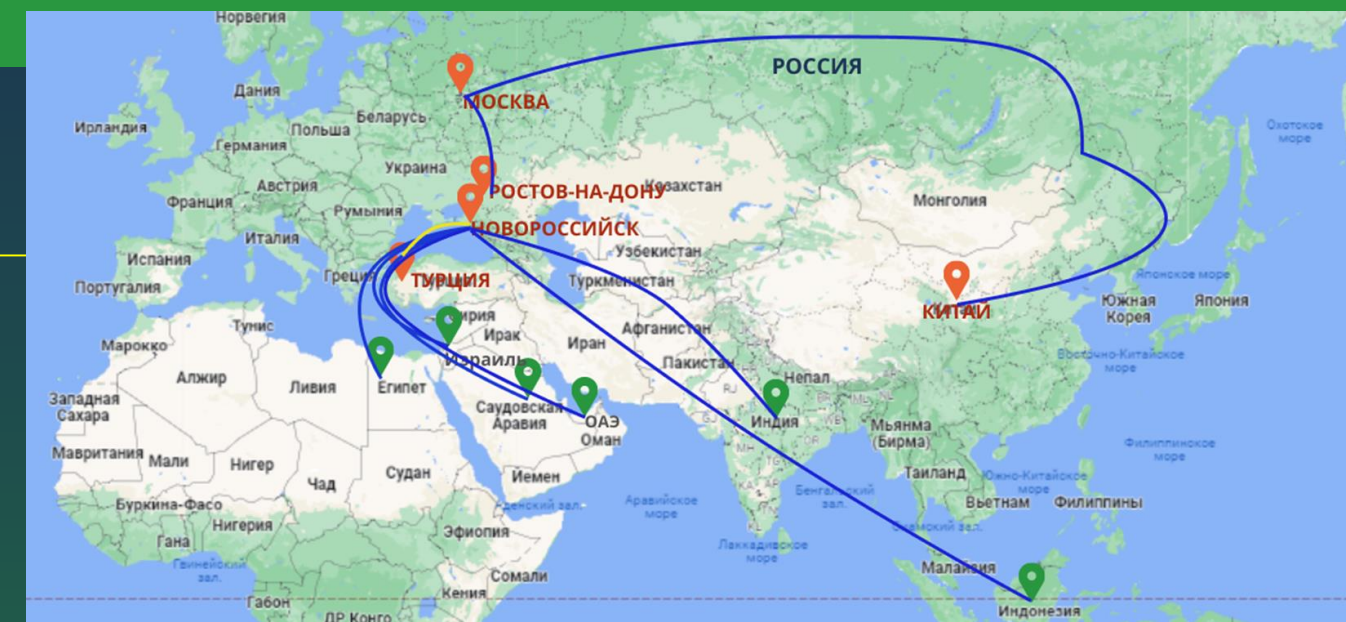 Норвегия
РОССИЯ
МОСКВА
Дания
Беларусь
Ирландия
Польша
Охотское
море
Германия
Украина
Австрия
РОСТОВ-НА-ДОНУ
Казахстан
Франция
Румыния
Монголия
НОВОРОССИЙСК
Италия
Узбекистан
Испания
Греция
ТУРЦИЯ
Туркменистан
Японское море
Португалия
КИТАЙ
Южная
Корея
Япония
Тунис
Ирак
Афганистан
Марокко
Иран
Израиль
Пакистан
Восточно-Китайское
море
Алжир
Ливия
Египет
Непал
RJ
Западная
Сахара
Саудовская
Аравия
ОАЭ
Оман
Индия
Мьянма
(Бирма)
Мавритания
Мали
Нигер
Судан
Чад
Йемен
Таиланд
Филиппинское
море
Южно-Китайское
море
Буркина-Фасо
Аравийское
море
Бенгальский
зал.
Вьетнам
Филиппины
Нигерия
Эфиопия
Гана
Лаккадивское
море
Гвинейский
зал.
Сомали
Малайзия
Габон
Кения
Индонезия
ДР Конго